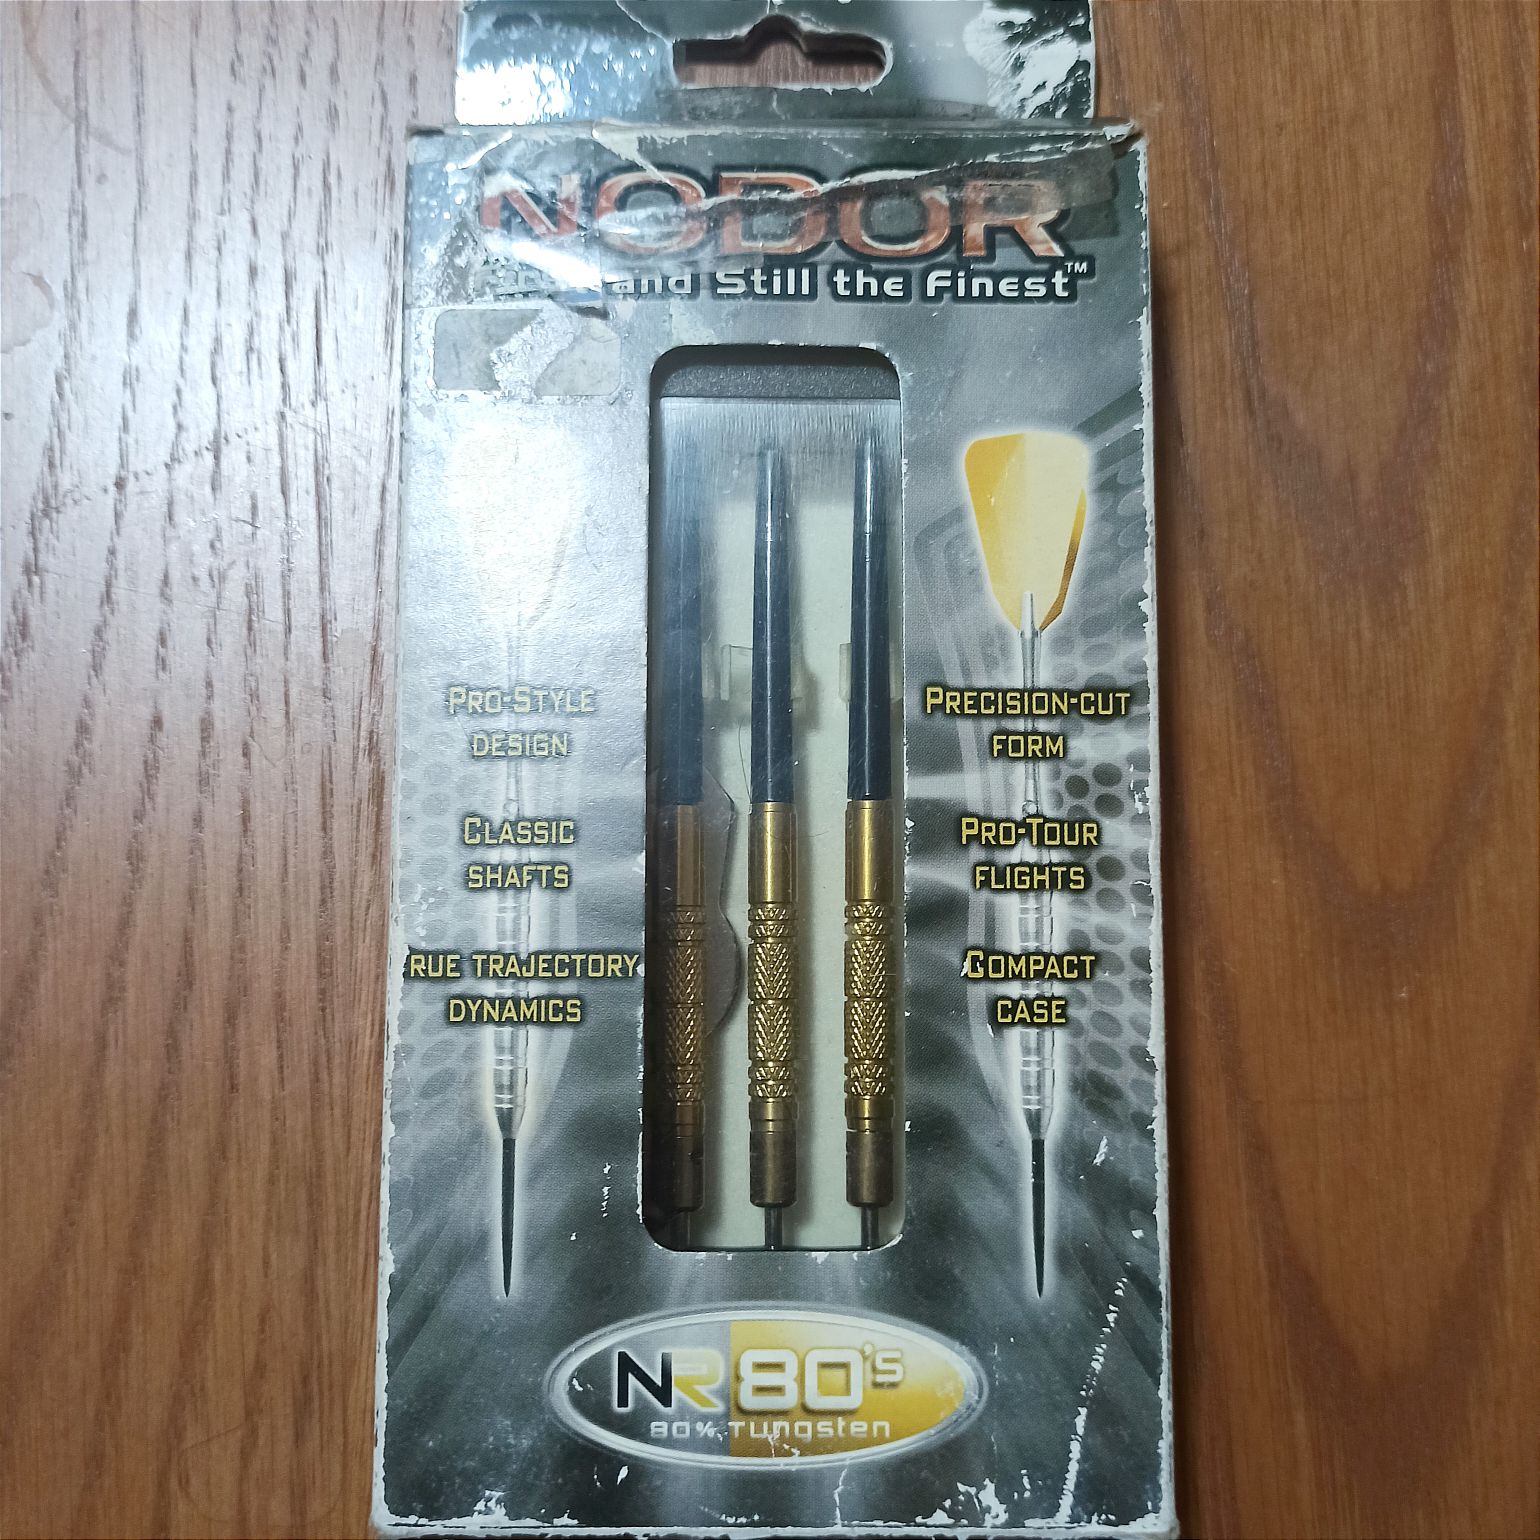 NODOR
and Still the Finest™
PRO-STYLE
DESIGN
CLASSIC
SHAFTS
RUE TRAJECTORY
DYNAMICS
PRECISION-CUT
FORM
PRO-TOUR
FLIGHTS
COMPACT
CASE
NR 80's
80% Tungsten